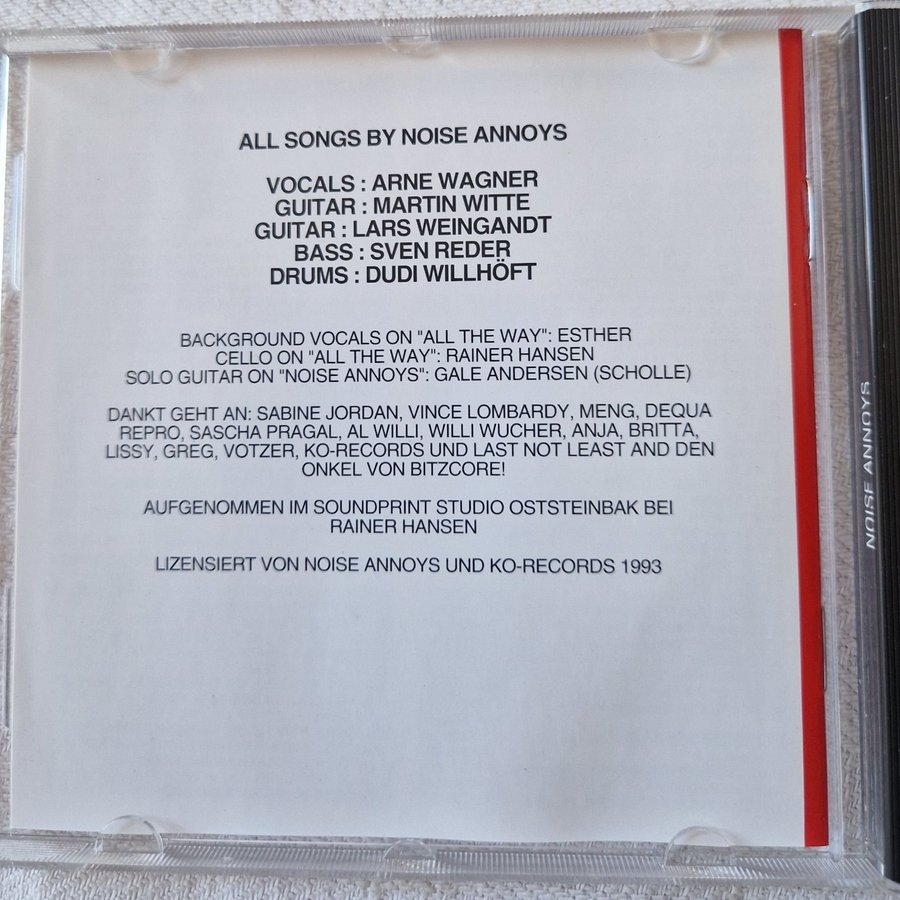 ALL SONGS BY NOISE ANNOYS
VOCALS : ARNE WAGNER
GUITAR : MARTIN WITTE
GUITAR : LARS WEINGANDT
BASS : SVEN REDER
DRUMS : DUDI WILLHÖFT
BACKGROUND VOCALS ON "ALL THE WAY": ESTHER
CELLO ON "ALL THE WAY": RAINER HANSEN
SOLO GUITAR ON "NOISE ANNOYS": GALE ANDERSEN (SCHOLLE)
DANKT GEHT AN: SABINE JORDAN, VINCE LOMBARDY, MENG, DEQUA
REPRO, SASCHA PRAGAL, AL WILLI, WILLI WUCHER, ANJA, BRITTA,
LISSY, GREG, VOTZER, KO-RECORDS UND LAST NOT LEAST AND DEN
ONKEL VON BITZCORE!
AUFGENOMMEN IM SOUNDPRINT STUDIO OSTSTEINBAK BEI
RAINER HANSEN
LIZENSIERT VON NOISE ANNOYS UND KO-RECORDS 1993
NOISE ANNOYS